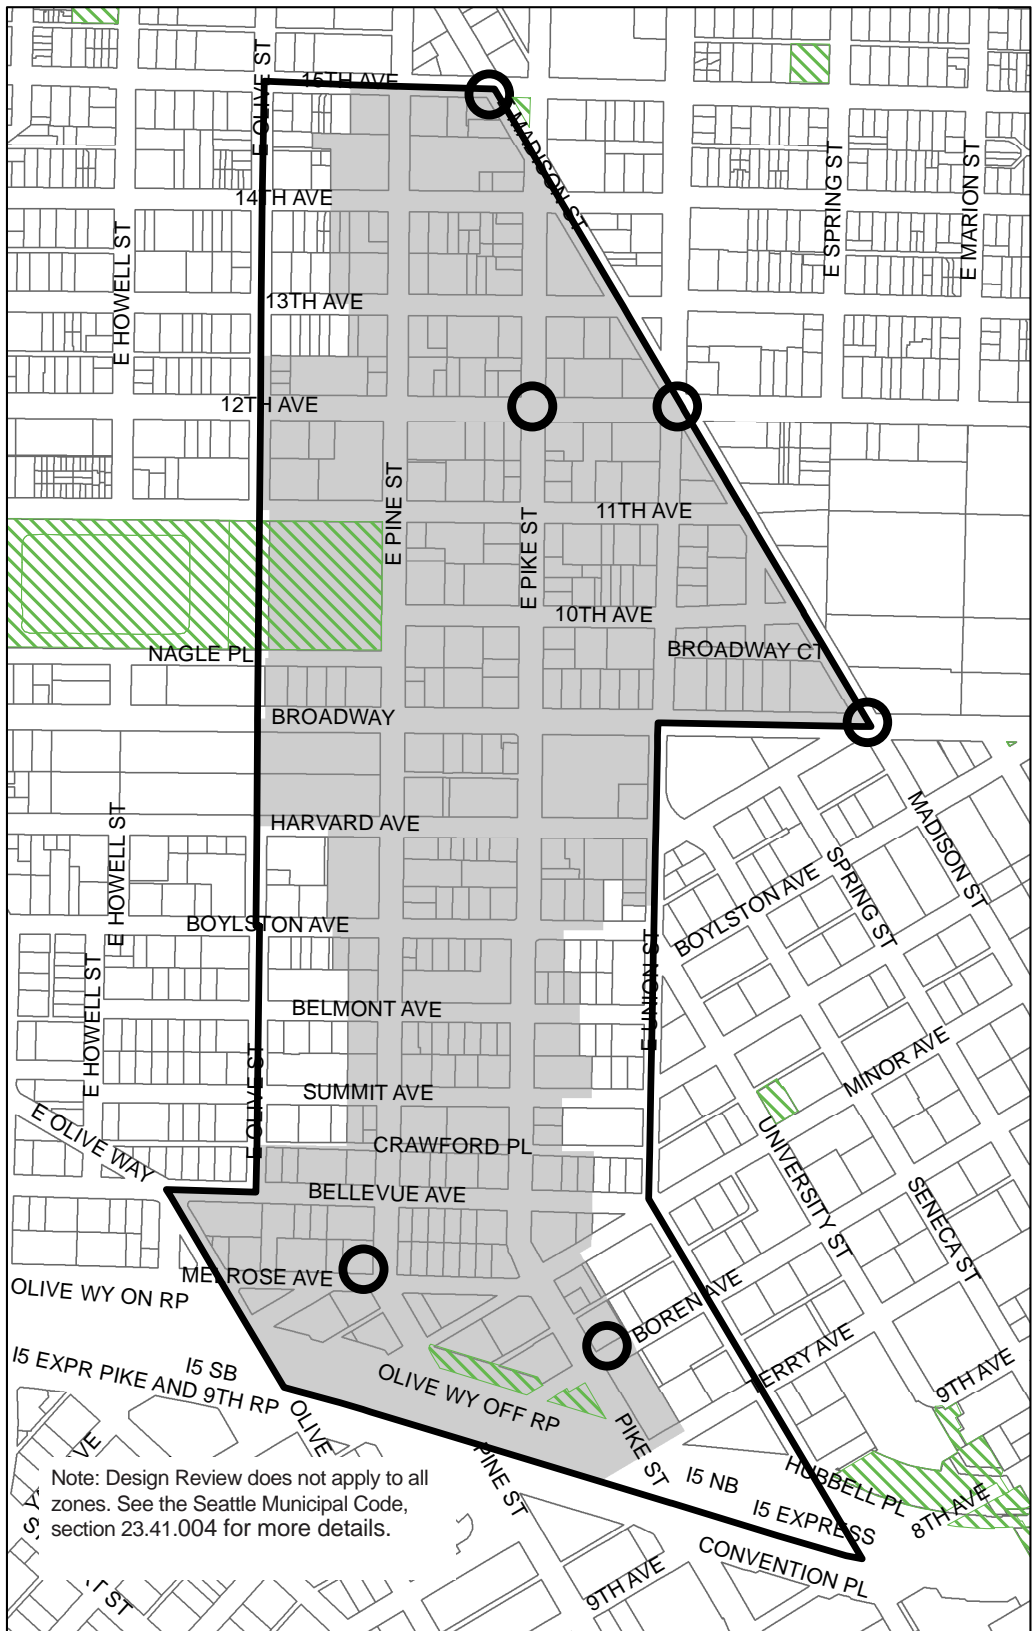 E OLIVE ST
15TH AVE
MADISON ST
E SPRING ST
E MARION ST
14TH AVE
E HOWELL ST
13TH AVE
12TH AVE
E PINE ST
E PIKE ST
11TH AVE
10TH AVE
NAGLE PL
BROADWAY CT
BROADWAY
MADISON ST
E HOWELL ST
HARVARD AVE
SPRING ST
BOYLSTON AVE
BOYLSTON AVE
E HOWELL ST
E UNION ST
BELMONT AVE
MINOR AVE
E OLIVE ST
SUMMIT AVE
E OLIVE WAY
CRAWFORD PL
UNIVERSITY ST
BELLEVUE AVE
SENECA ST
MELROSE AVE
OLIVE WY ON RP
BOREN AVE
I5 SB
I5 EXPR PIKE AND 9TH RP
OLIVE WY OFF RP
ERRY AVE
9TH AVE
OLIVE
PIKE ST
PINE ST
I5 NB
HUBBELL PL
8TH AVE
I5 EXPRESS
Note: Design Review does not apply to all
zones. See the Seattle Municipal Code,
section 23.41.004 for more details.
CONVENTION PL
9TH AVE